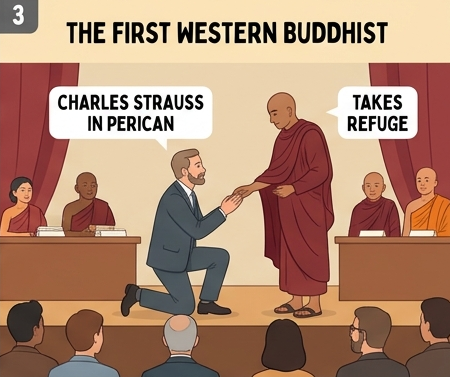 3
THE FIRST WESTERN BUDDHIST
CHARLES STRAUSS
IN PERICAN
TAKES
REFUGE